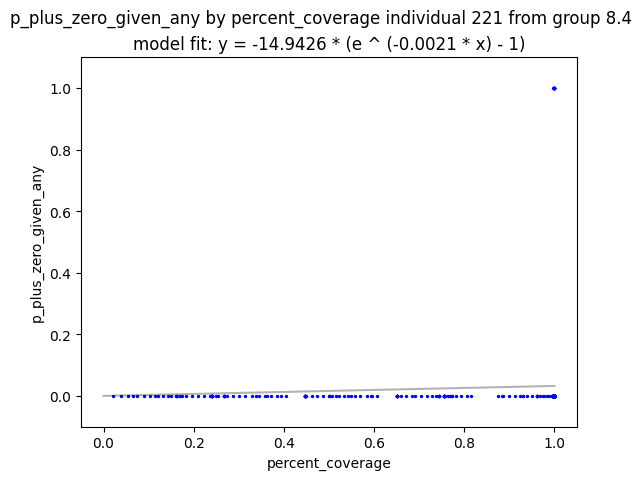 p_plus_zero_given_any by percent_coverage individual 221 from group 8.4
model fit: y = -14.9426 * (e ^ (-0.0021 * x) - 1)
1.0
0.8
0.6
0.4
0.2
0.0
p_plus_zero_given_any
0.0 0.2 0.4 0.6 0.8 1.0
percent_coverage